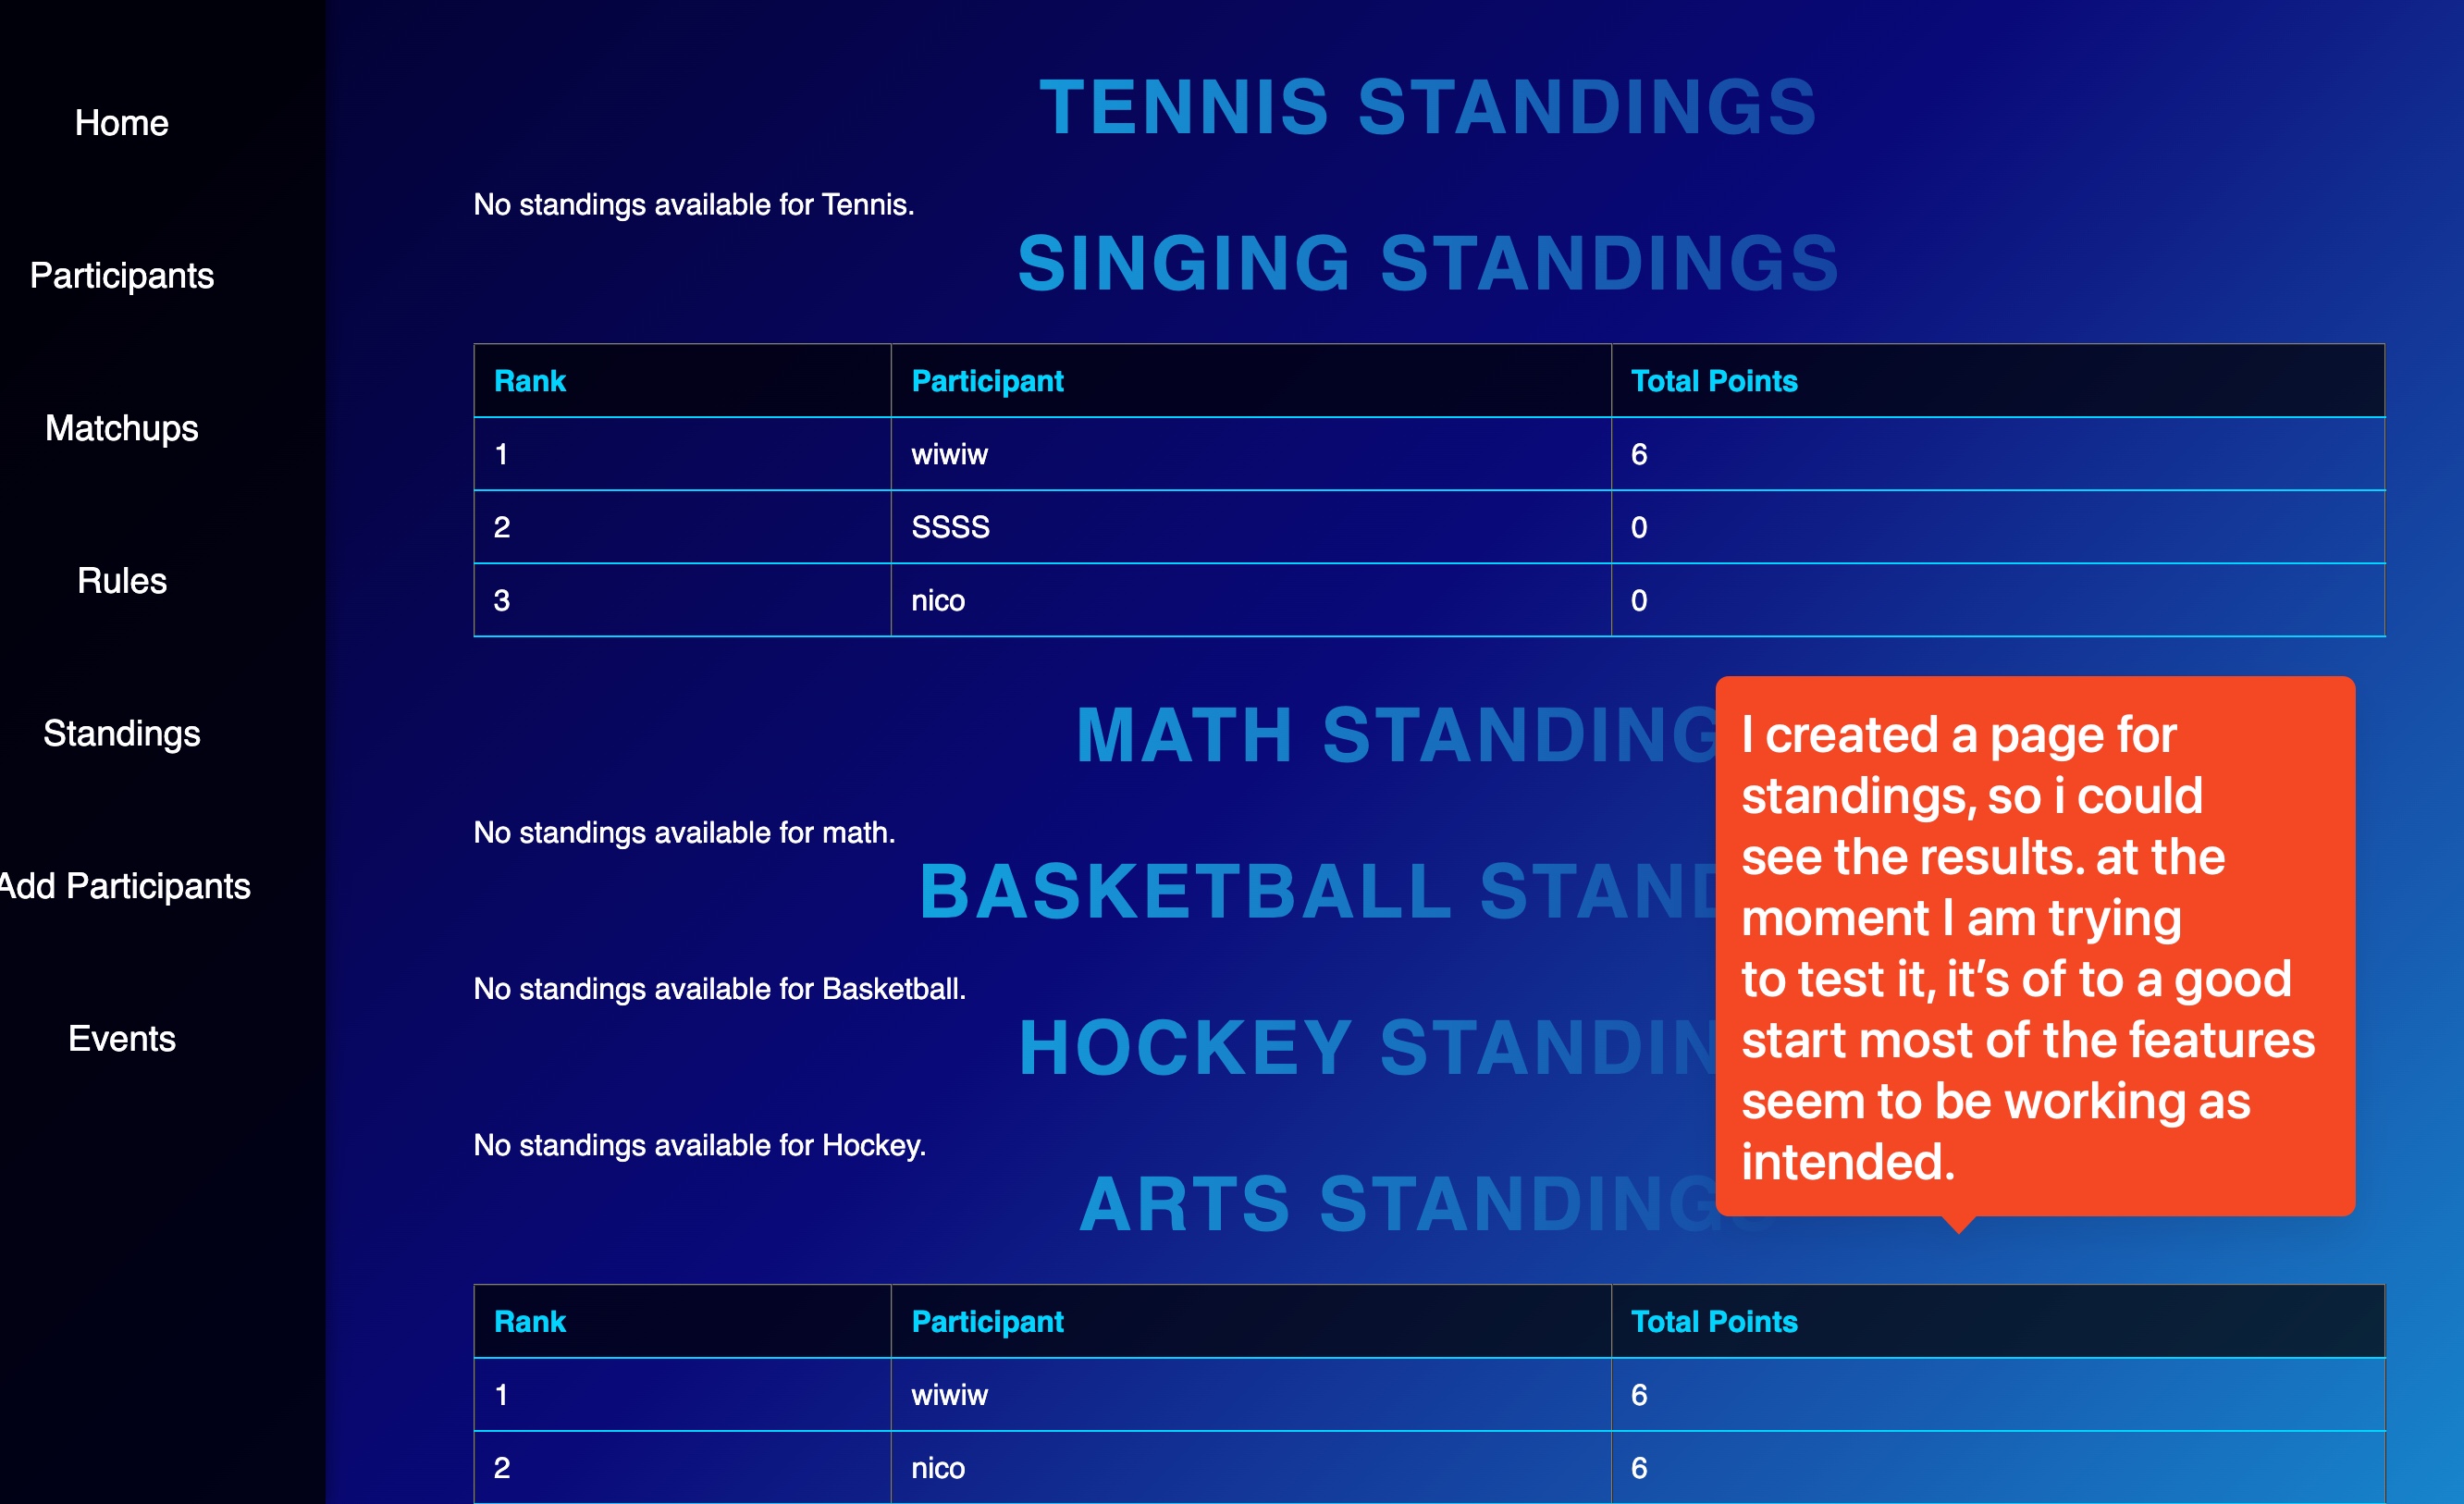 Home
Participants
Matchups
Rules
Standings
Add Participants
Events
TENNIS STANDINGS
No standings available for Tennis.
SINGING STANDINGS
Rank Participant Total Points
1 wiwiw 6
2 SSSS 0
3 nico 0
MATH STANDING
No standings available for math.
BASKETBALL STAND
No standings available for Basketball.
HOCKEY STANDIN
No standings available for Hockey.
ARTS STANDINGS
Rank Participant Total Points
1 wiwiw 6
2 nico 6
I created a page for
standings, so i could
see the results. at the
moment I am trying
to test it, it’s of to a good
start most of the features
seem to be working as
intended.